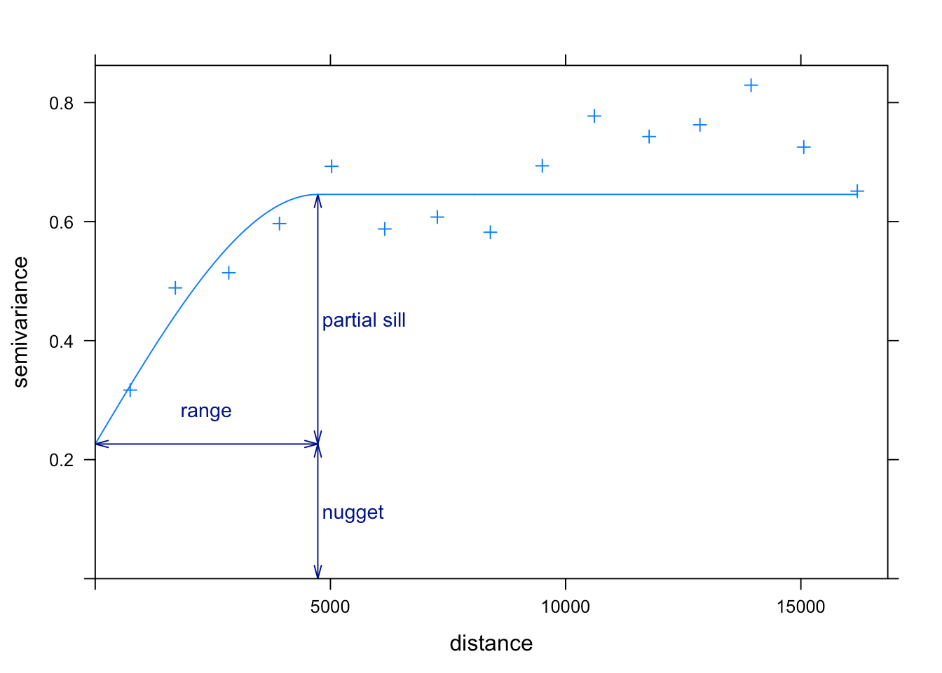 0.8
0.6
0.4
0.2
semivariance
partial sill
range
nugget
5000
10000
15000
distance